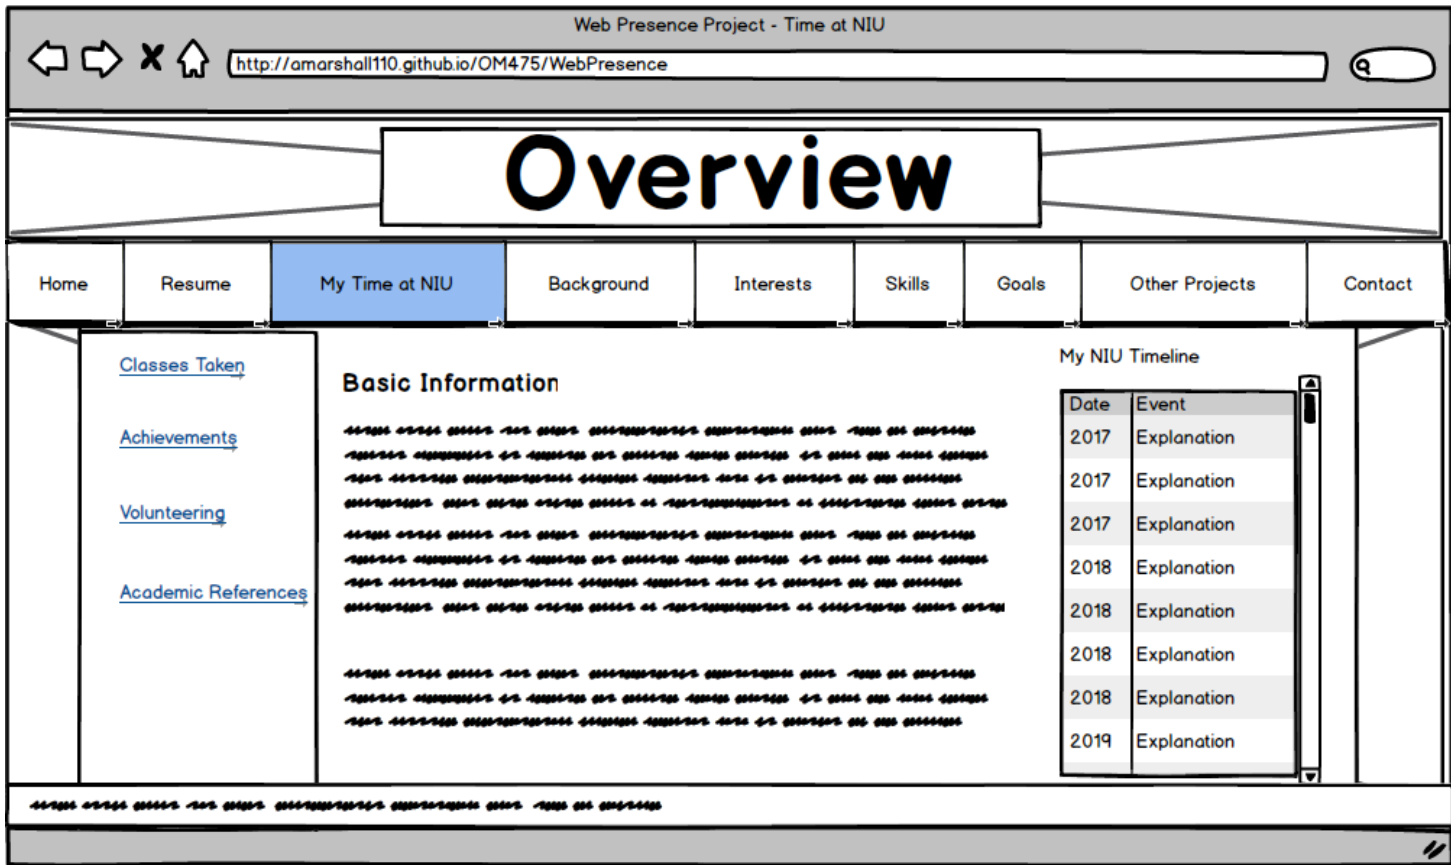 Web Presence Project - Time at NIU
http://amarshall110.github.io/OM475/WebPresence
Overview
Home Resume My Time at NIU Background Interests Skills Goals Other Projects Contact
Classes Taken
Achievements
Volunteering
Academic References
Basic Information
My NIU Timeline
Date Event
2017 Explanation
2017 Explanation
2017 Explanation
2018 Explanation
2018 Explanation
2018 Explanation
2018 Explanation
2019 Explanation